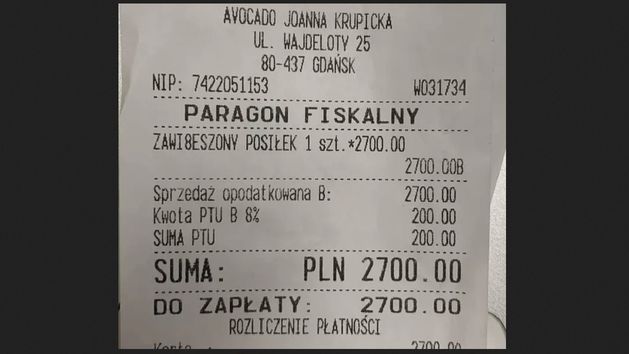 AVOCADO JOANNA KRUPICKA
UL. WAJDELOTY 25
80-437 GDAŃSK
NIP: 7422051153 W031734
PARAGON FISKALNY
ZAWI8ESZONY POSIŁEK 1 szt.*2700.00
2700.00B
Sprzedaż opodatkowana B: 2700.00
Kwota PTU B 8% 200.00
SUMA PTU 200.00
SUMA: PLN 2700.00
DO ZAPŁATY: 2700.00
ROZLICZENIE PŁATNOŚCI